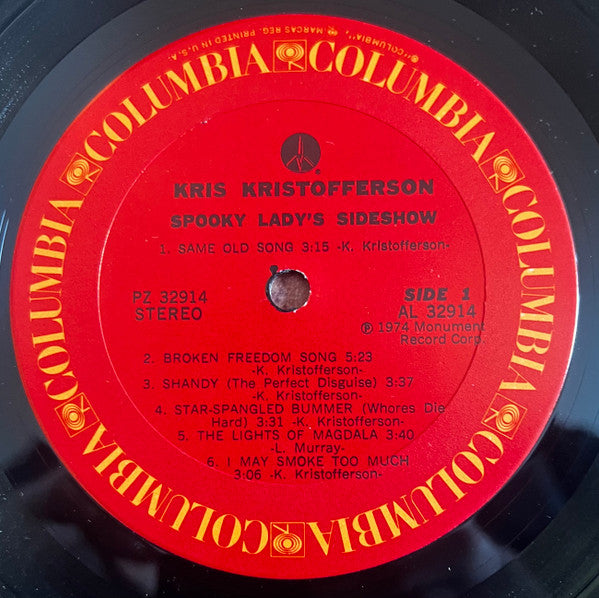 COLUMBIA COLUMBIA COLUMBIA COLUMBIA COLUMBIA COLUMBIA
"COLUMBIA", MARCAS REG. PRINTED IN U.S.A.
®
KRIS KRISTOFFERSON
SPOOKY LADY'S SIDESHOW
1. SAME OLD SONG 3:15 -K. Kristofferson-
PZ 32914
STEREO
SIDE 1
AL 32914
℗ 1974 Monument
Record Corp.
2. BROKEN FREEDOM SONG 5:23
-K. Kristofferson-
3. SHANDY (The Perfect Disguise) 3:37
-K. Kristofferson-
4. STAR-SPANGLED BUMMER (Whores Die
Hard) 3:31 -K. Kristofferson-
5. THE LIGHTS OF MAGDALA 3:40
-L. Murray-
6. I MAY SMOKE TOO MUCH
3:06 -K. Kristofferson-